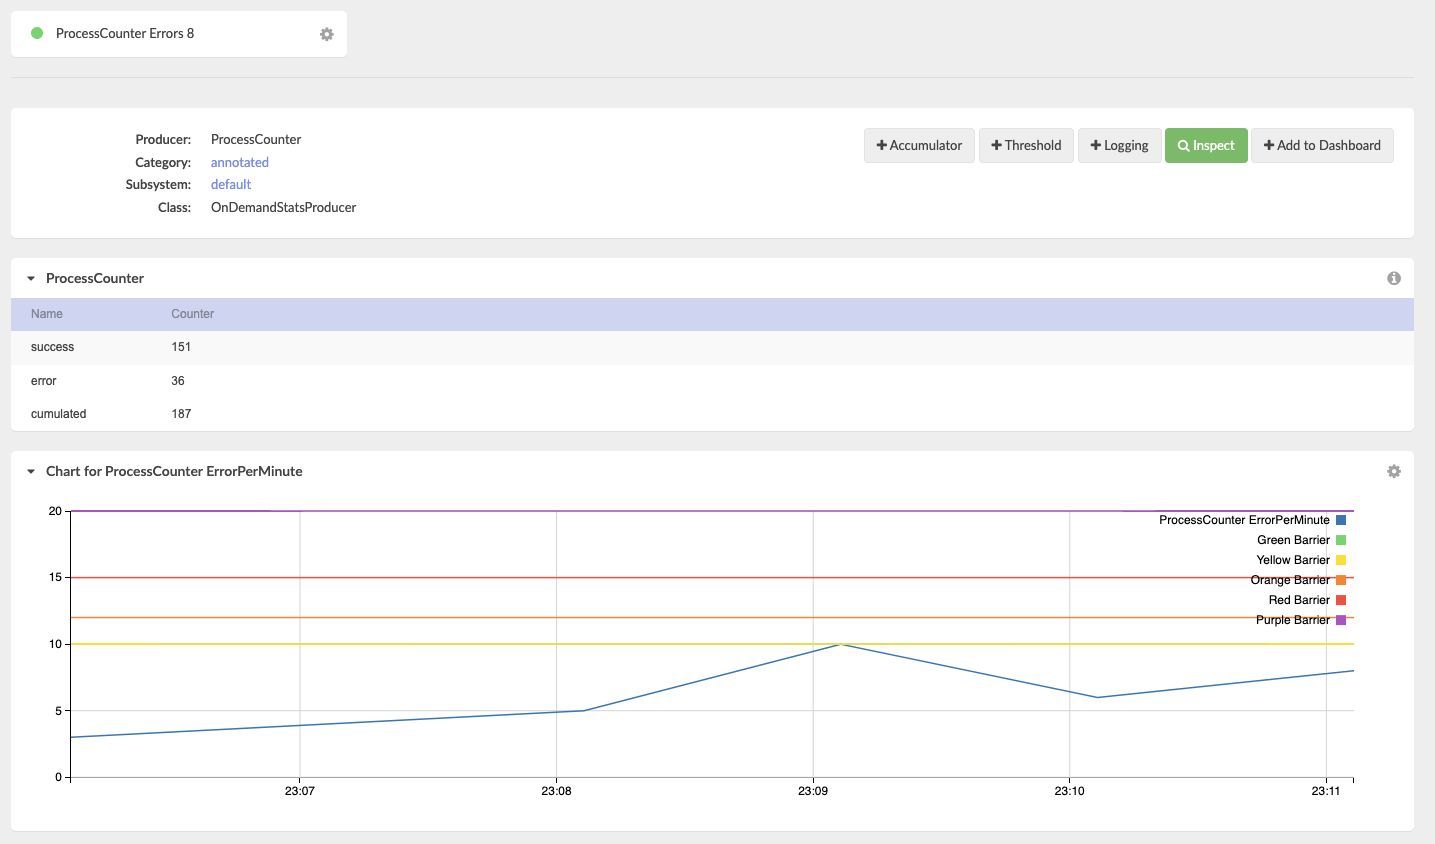 ProcessCounter Errors 8
Producer: ProcessCounter
Category: annotated
Subsystem: default
Class: OnDemandStatsProducer
Accumulator Threshold Logging Inspect Add to Dashboard
ProcessCounter
Name Counter
success 151
error 36
cumulated 187
Chart for ProcessCounter ErrorPerMinute
20
15
10
5
0
ProcessCounter ErrorPerMinute
Green Barrier
Yellow Barrier
Orange Barrier
Red Barrier
Purple Barrier
23:07 23:08 23:09 23:10 23:11